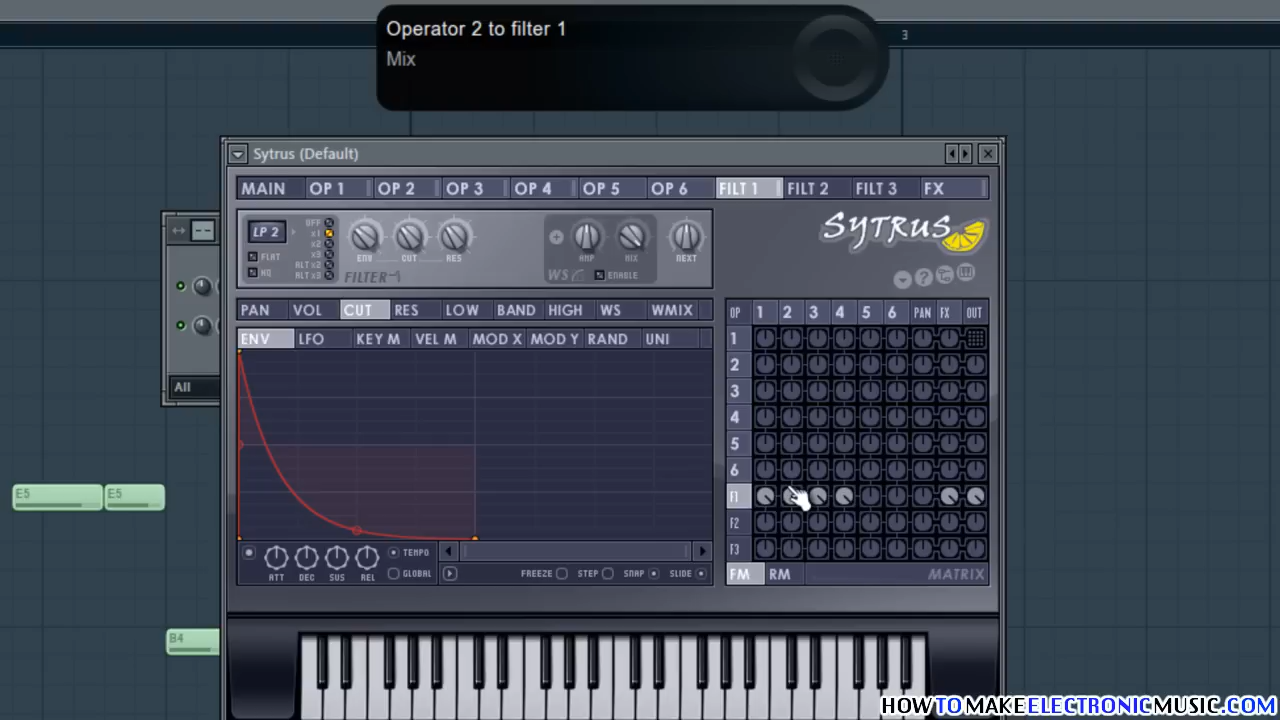 Operator 2 to filter 1
Mix
3
Sytrus (Default)
MAIN OP 1 OP 2 OP 3 OP 4 OP 5 OP 6 FILT 1 FILT 2 FILT 3 FX
LP 2
OFF
x1
x2
x3
ALT x2
ALT x3
FLAT
HQ
ENV CUT RES
FILTER
AMP MIX
WS ENABLE
NEXT
SYTRUS
?
--
All
PAN VOL CUT RES LOW BAND HIGH WS WMIX
ENV LFO KEY M VEL M MOD X MOD Y RAND UNI
OP 1 2 3 4 5 6 PAN FX OUT
1
2
3
4
5
6
F1
F2
F3
ATT DEC SUS REL
TEMPO
GLOBAL
FREEZE STEP SNAP SLIDE
FM RM MATRIX
E5 E5
B4
HOWTOMAKEELECTRONICMUSIC.COM